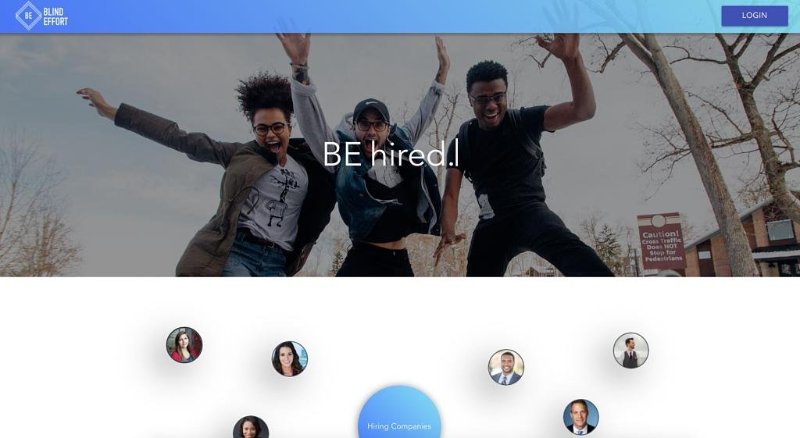 BE
BLIND
EFFORT
LOGIN
BE hired.
Caution!
Cross Traffic
Does NOT
Stop for
Pedestrians
Hiring Companies